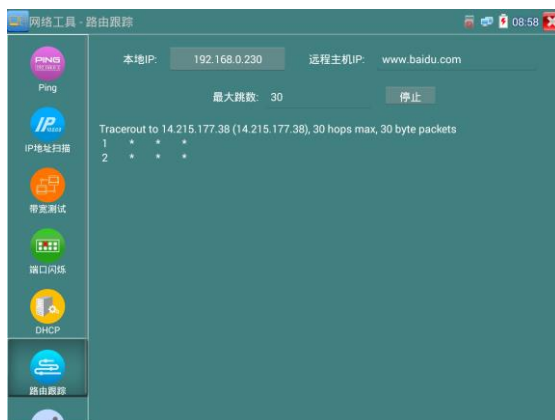 网络工具 - 路由跟踪
08:58
PING
Ping
IP
IP地址扫描
带宽测试
端口闪烁
DHCP
路由跟踪
本地IP: 192.168.0.230 远程主机IP: www.baidu.com
最大跳数: 30 停止
Tracerout to 14.215.177.38 (14.215.177.38), 30 hops max, 30 byte packets
1 * * *
2 * * *